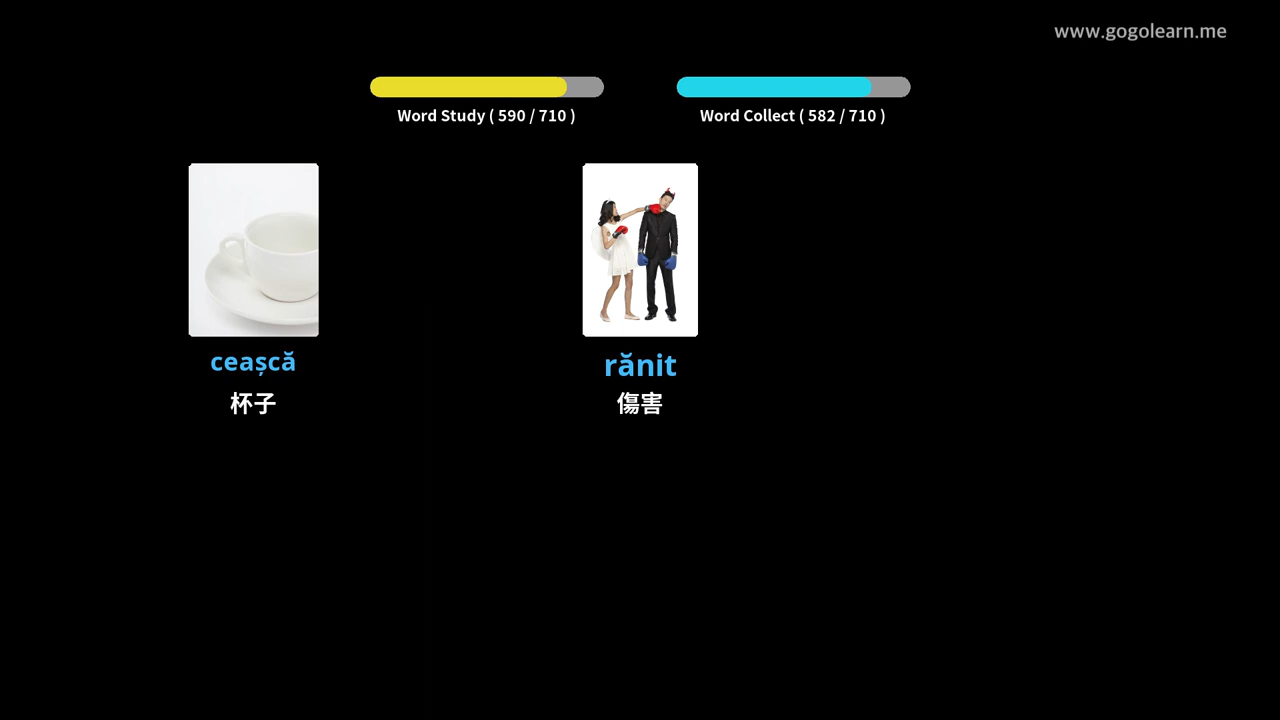 www.gogolearn.me
Word Study ( 590 / 710 )
Word Collect ( 582 / 710 )
ceașcă
杯子
rănit
傷害